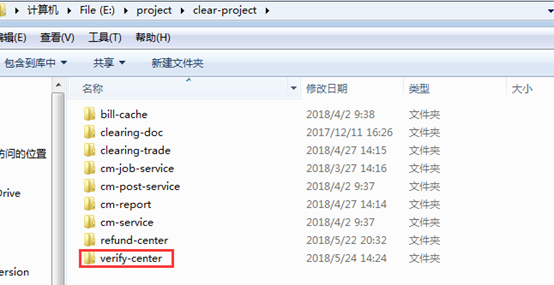 计算机 ▸ File (E:) ▸ project ▸ clear-project ▸
编辑(E) 查看(V) 工具(T) 帮助(H)
包含到库中 共享 新建文件夹
名称 修改日期 类型 大小
bill-cache 2018/4/2 9:38 文件夹
clearing-doc 2017/12/11 16:26 文件夹
clearing-trade 2018/4/27 14:15 文件夹
cm-job-service 2018/3/27 14:16 文件夹
cm-post-service 2018/4/2 9:37 文件夹
cm-report 2018/4/27 14:14 文件夹
cm-service 2018/4/2 9:37 文件夹
refund-center 2018/5/22 20:32 文件夹
verify-center 2018/5/24 14:24 文件夹
访问的位置
Drive
ersion